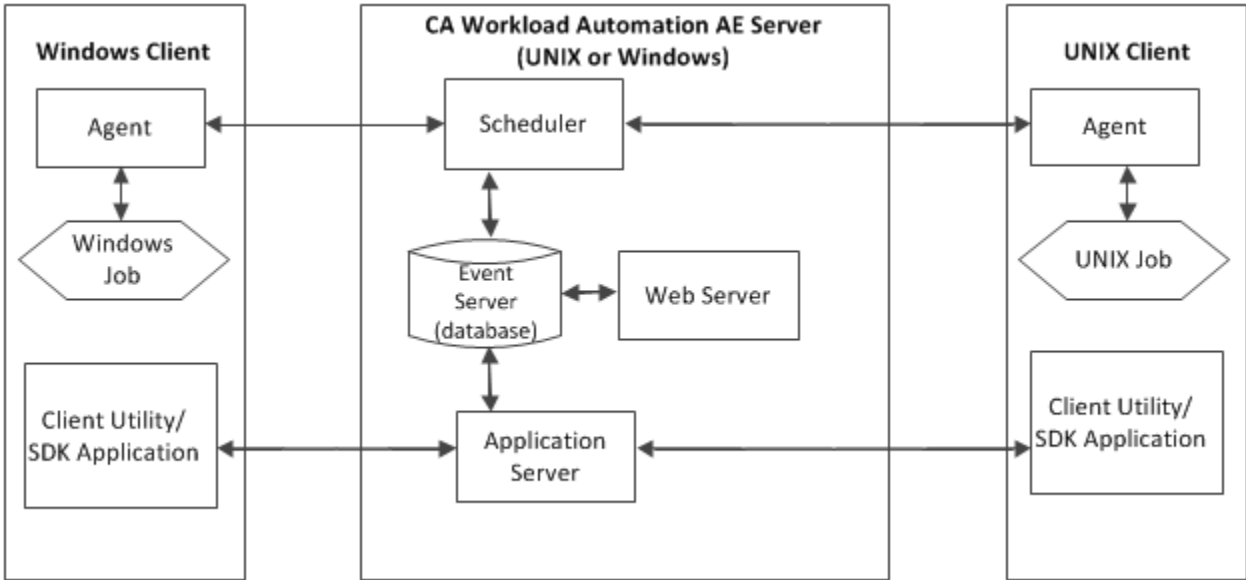 Windows Client
Agent
Windows
Job
Client Utility/
SDK Application
CA Workload Automation AE Server
(UNIX or Windows)
Scheduler
Event
Server
(database)
Web Server
Application
Server
UNIX Client
Agent
UNIX Job
Client Utility/
SDK Application